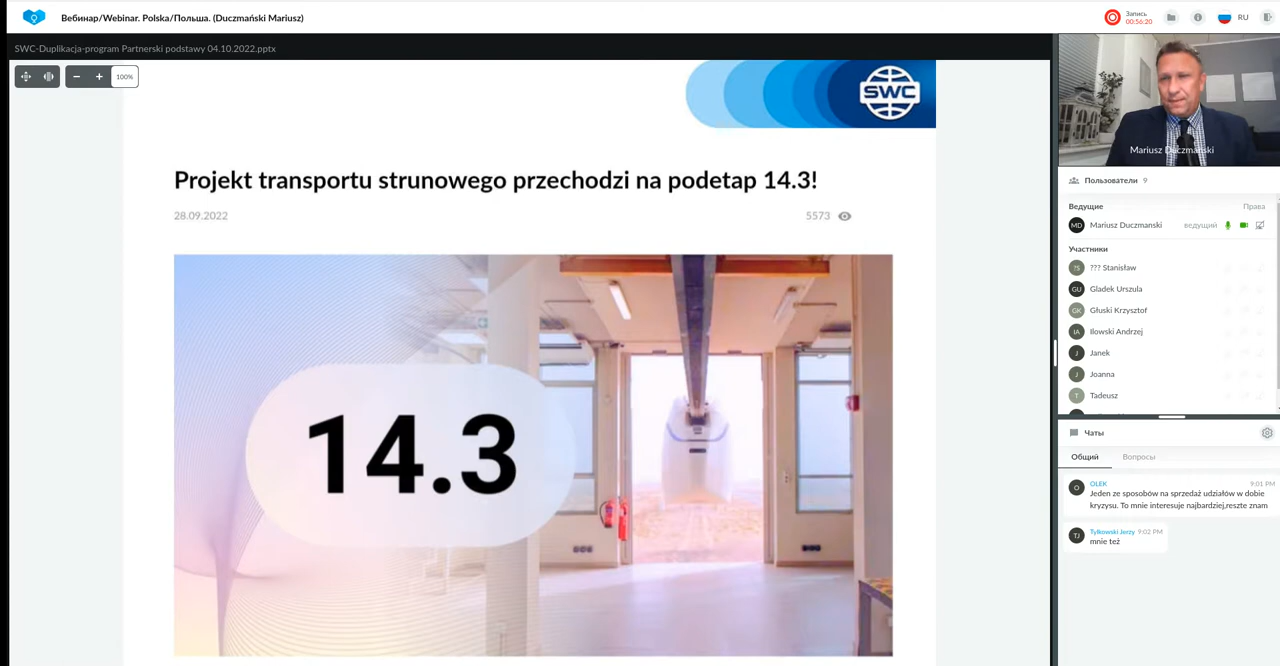 Вебинар/Webinar. Polska/Польша. (Duczmański Mariusz)
Запись
00:56:20
RU
SWC-Duplikacja-program Partnerski podstawy 04.10.2022.pptx
100%
SWC
Projekt transportu strunowego przechodzi na podetap 14.3!
28.09.2022
5573
14.3
Mariusz Duczmański
Пользователи 9
Ведущие Права
MD Mariusz Duczmanski ведущий
Участники
?S ??? Stanisław
GU Gladek Urszula
GK Głuski Krzysztof
IA Ilowski Andrzej
J Janek
J Joanna
T Tadeusz
Чаты
Общий Вопросы
O OLEK 9:01 PM
Jeden ze sposobów na sprzedaż udziałów w dobie
kryzysu. To mnie interesuje najbardziej,reszte znam
TJ Tylkowski Jerzy 9:02 PM
mnie też